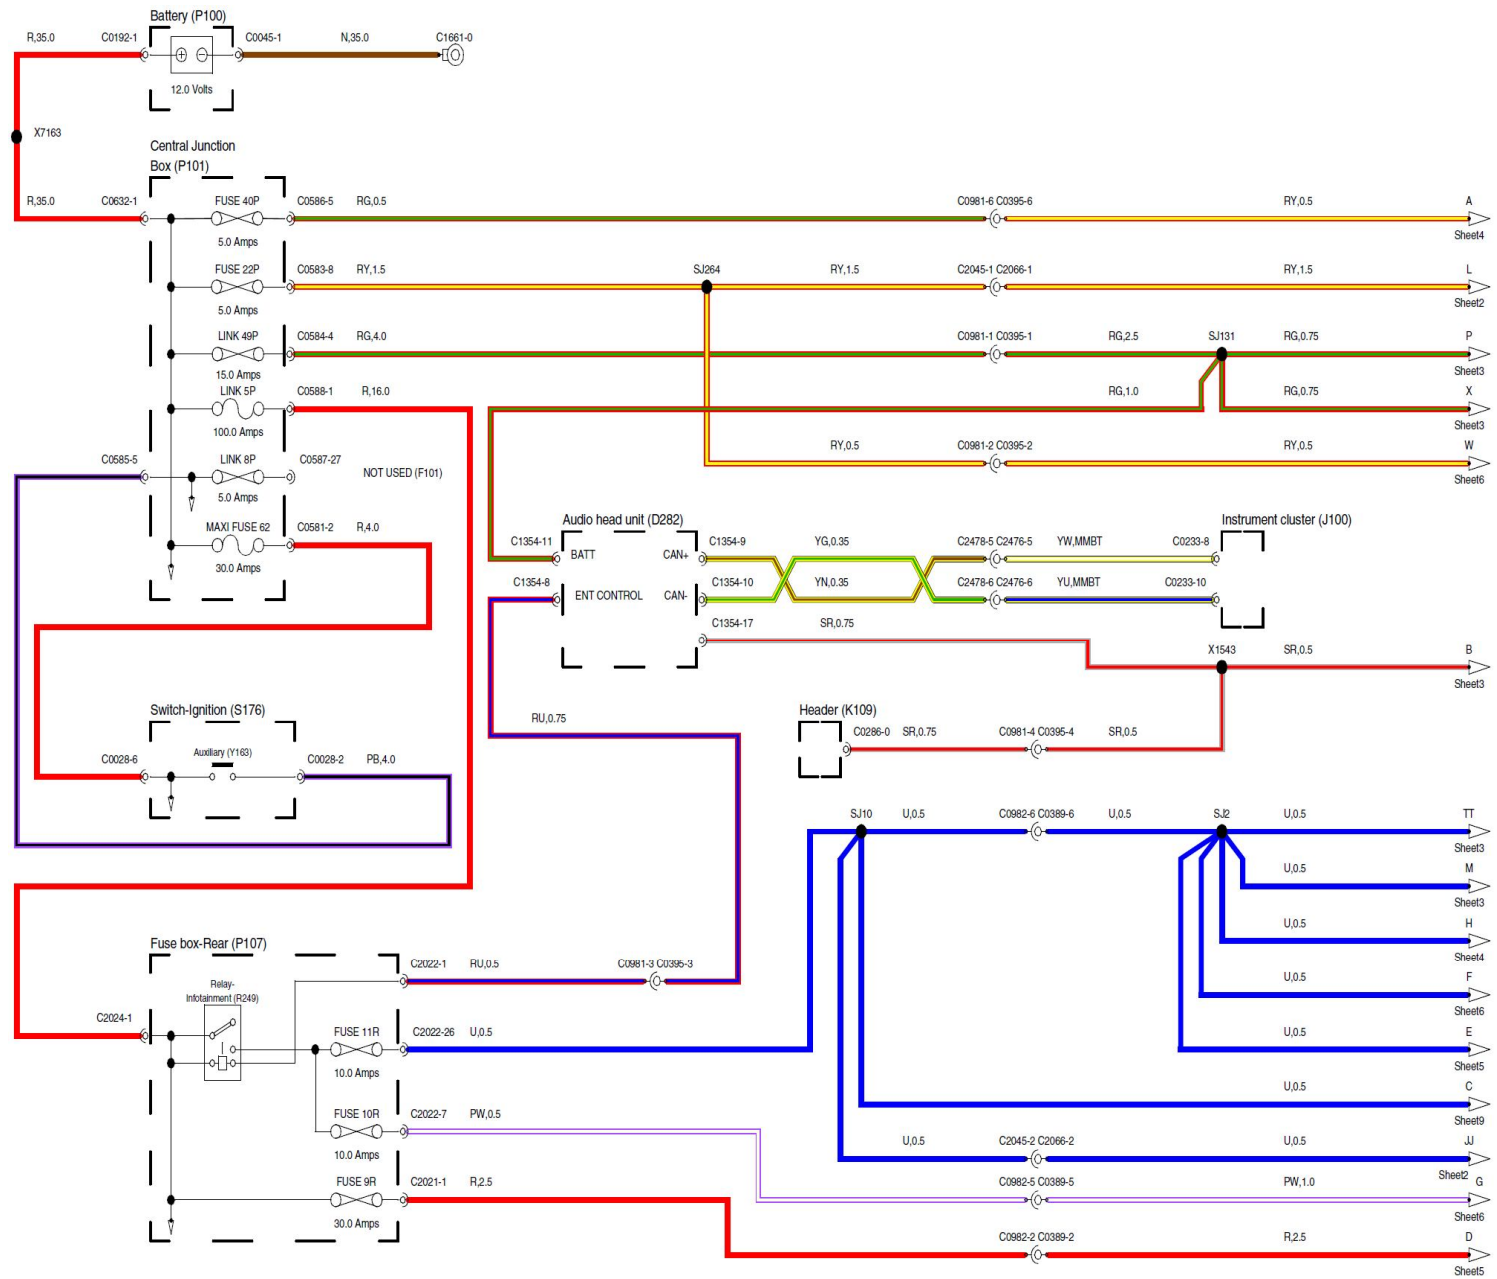 Battery (P100)
R,35.0 C0192-1 C0045-1 N,35.0 C1661-0
12.0 Volts
X7163
Central Junction
Box (P101)
R,35.0 C0632-1 FUSE 40P C0586-5 RG,0.5 C0981-6 C0395-6 RY,0.5 A
5.0 Amps Sheet4
FUSE 22P C0583-8 RY,1.5 SJ264 RY,1.5 C2045-1 C2066-1 RY,1.5 L
5.0 Amps Sheet2
LINK 49P C0584-4 RG,4.0 C0981-1 C0395-1 RG,2.5 SJ131 RG,0.75 P
15.0 Amps Sheet3
LINK 5P C0588-1 R,16.0 RG,1.0 RG,0.75 X
100.0 Amps Sheet3
RY,0.5 C0981-2 C0395-2 RY,0.5 W
C0585-5 LINK 8P C0587-27 NOT USED (F101)
5.0 Amps Sheet6
MAXI FUSE 62 C0581-2 R,4.0
30.0 Amps
Audio head unit (D282) Instrument cluster (J100)
C1354-11 BATT CAN+ C1354-9 YG,0.35 C2478-5 C2476-5 YW,MMBT C0233-8
C1354-8 ENT CONTROL CAN- C1354-10 YN,0.35 C2478-6 C2476-6 YU,MMBT C0233-10
C1354-17 SR,0.75
X1543 SR,0.5 B
Sheet3
Switch-Ignition (S176) Header (K109)
RU,0.75
C0286-0 SR,0.75 C0981-4 C0395-4 SR,0.5
Auxiliary (Y163)
C0028-6 C0028-2 PB,4.0
SJ10 U,0.5 C0982-6 C0389-6 U,0.5 SJ2 U,0.5 TT
Sheet3
U,0.5 M
Sheet3
U,0.5 H
Sheet4
Fuse box-Rear (P107)
C2022-1 RU,0.5 C0981-3 C0395-3
Relay-
Infotainment (R249)
U,0.5 F
Sheet6
C2024-1 FUSE 11R C2022-26 U,0.5 U,0.5 E
10.0 Amps Sheet5
U,0.5 C
FUSE 10R C2022-7 PW,0.5
Sheet9
10.0 Amps U,0.5 C2045-2 C2066-2 U,0.5 JJ
Sheet2
FUSE 9R C2021-1 R,2.5 C0982-5 C0389-5 PW,1.0 G
30.0 Amps Sheet6
C0982-2 C0389-2 R,2.5 D
Sheet5